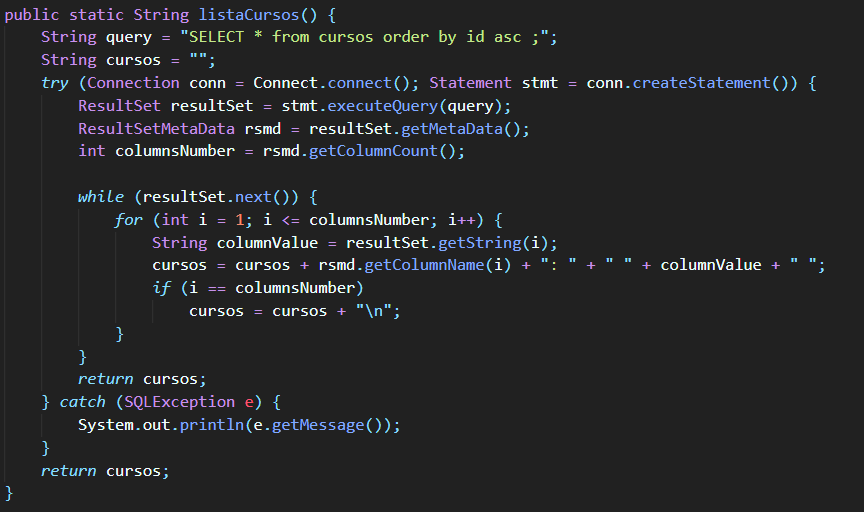 public static String listaCursos() {
    String query = "SELECT * from cursos order by id asc ;";
    String cursos = "";
    try (Connection conn = Connect.connect(); Statement stmt = conn.createStatement()) {
        ResultSet resultSet = stmt.executeQuery(query);
        ResultSetMetaData rsmd = resultSet.getMetaData();
        int columnsNumber = rsmd.getColumnCount();

        while (resultSet.next()) {
            for (int i = 1; i <= columnsNumber; i++) {
                String columnValue = resultSet.getString(i);
                cursos = cursos + rsmd.getColumnName(i) + ": " + " " + columnValue + " ";
                if (i == columnsNumber)
                    cursos = cursos + "\n";
            }
        }
        return cursos;
    } catch (SQLException e) {
        System.out.println(e.getMessage());
    }
    return cursos;
}